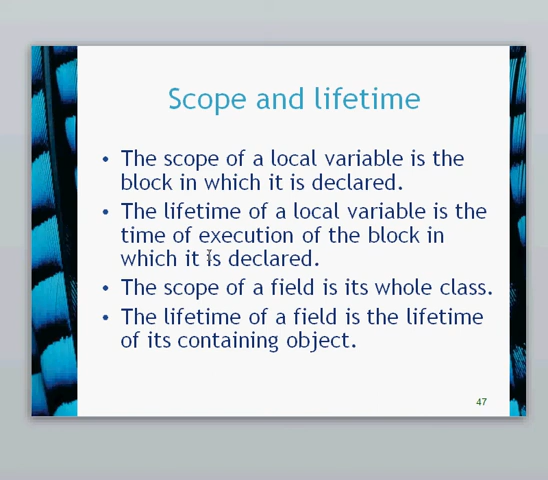 Scope and lifetime
• The scope of a local variable is the
block in which it is declared.
• The lifetime of a local variable is the
time of execution of the block in
which it is declared.
• The scope of a field is its whole class.
• The lifetime of a field is the lifetime
of its containing object.
47